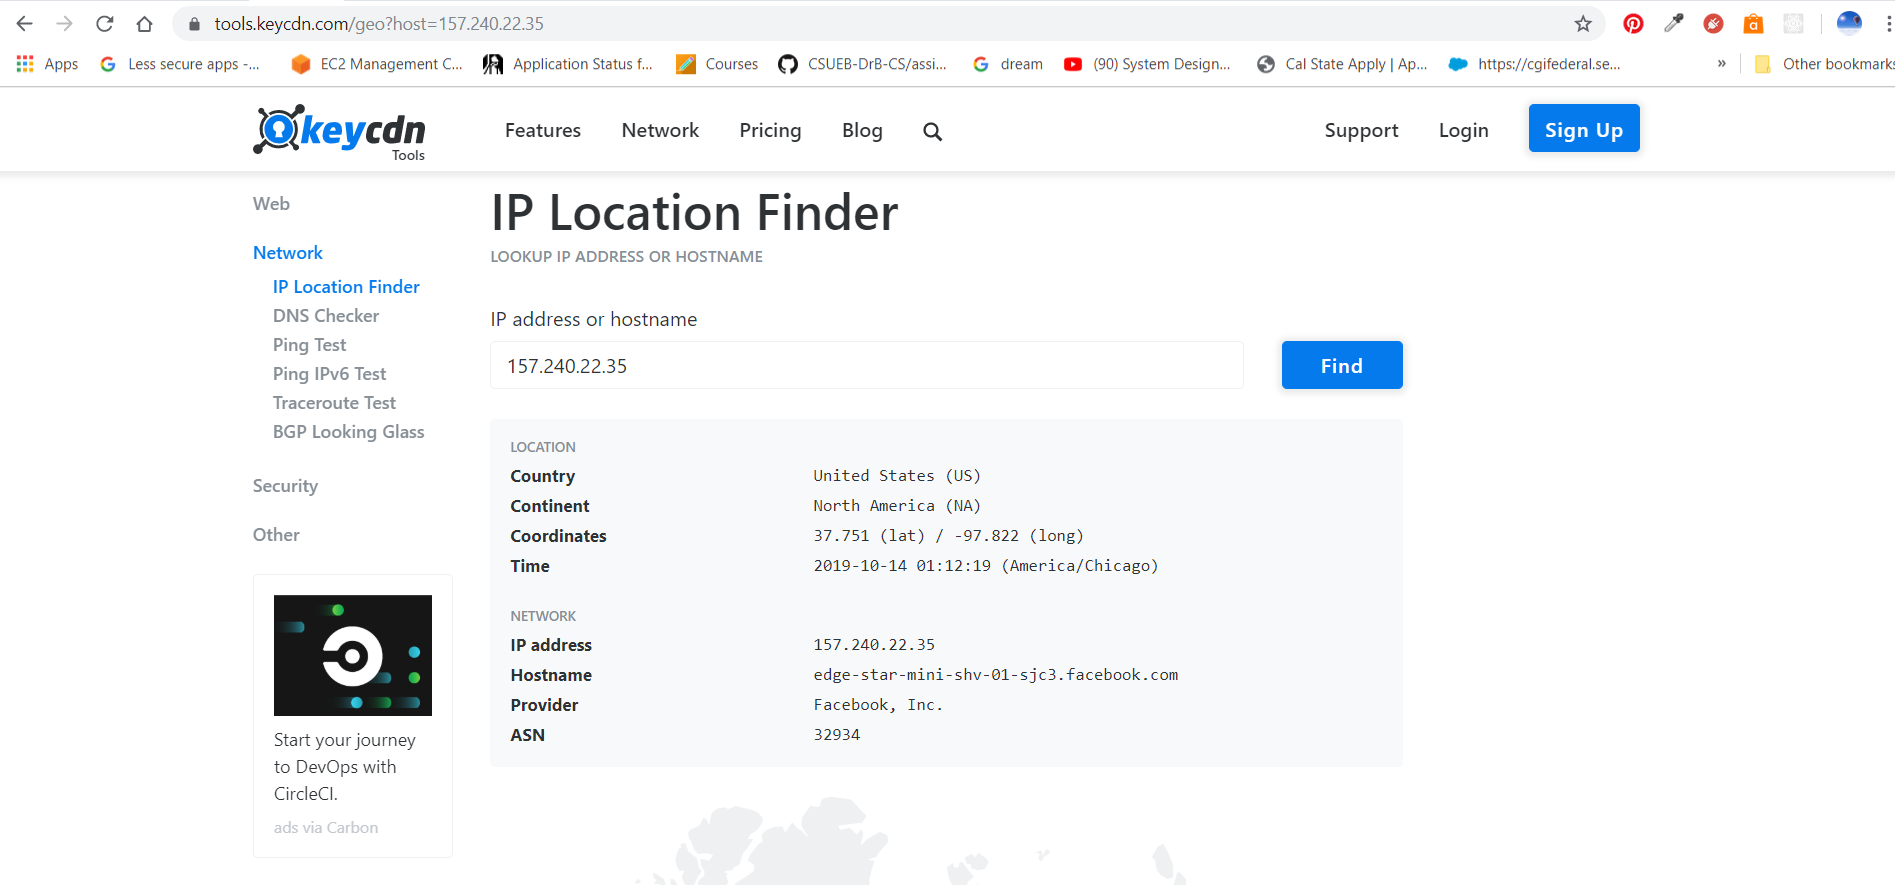 tools.keycdn.com/geo?host=157.240.22.35
Apps
Less secure apps -...
EC2 Management C...
Application Status f...
Courses
CSUEB-DrB-CS/assi...
dream
(90) System Design...
Cal State Apply | Ap...
https://cgifederal.se...
»
Other bookmarks
keycdn
Tools
Features
Network
Pricing
Blog
Support
Login
Sign Up
Web
Network
IP Location Finder
DNS Checker
Ping Test
Ping IPv6 Test
Traceroute Test
BGP Looking Glass
Security
Other
Start your journey
to DevOps with
CircleCI.
ads via Carbon
IP Location Finder
LOOKUP IP ADDRESS OR HOSTNAME
IP address or hostname
157.240.22.35
Find
LOCATION
Country United States (US)
Continent North America (NA)
Coordinates 37.751 (lat) / -97.822 (long)
Time 2019-10-14 01:12:19 (America/Chicago)
NETWORK
IP address 157.240.22.35
Hostname edge-star-mini-shv-01-sjc3.facebook.com
Provider Facebook, Inc.
ASN 32934